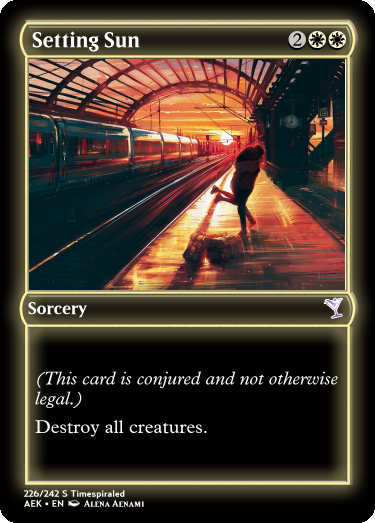 Setting Sun 2
Sorcery
(This card is conjured and not otherwise
legal.)
Destroy all creatures.
226/242 S Timespiraled
AEK • EN Alena Aenami